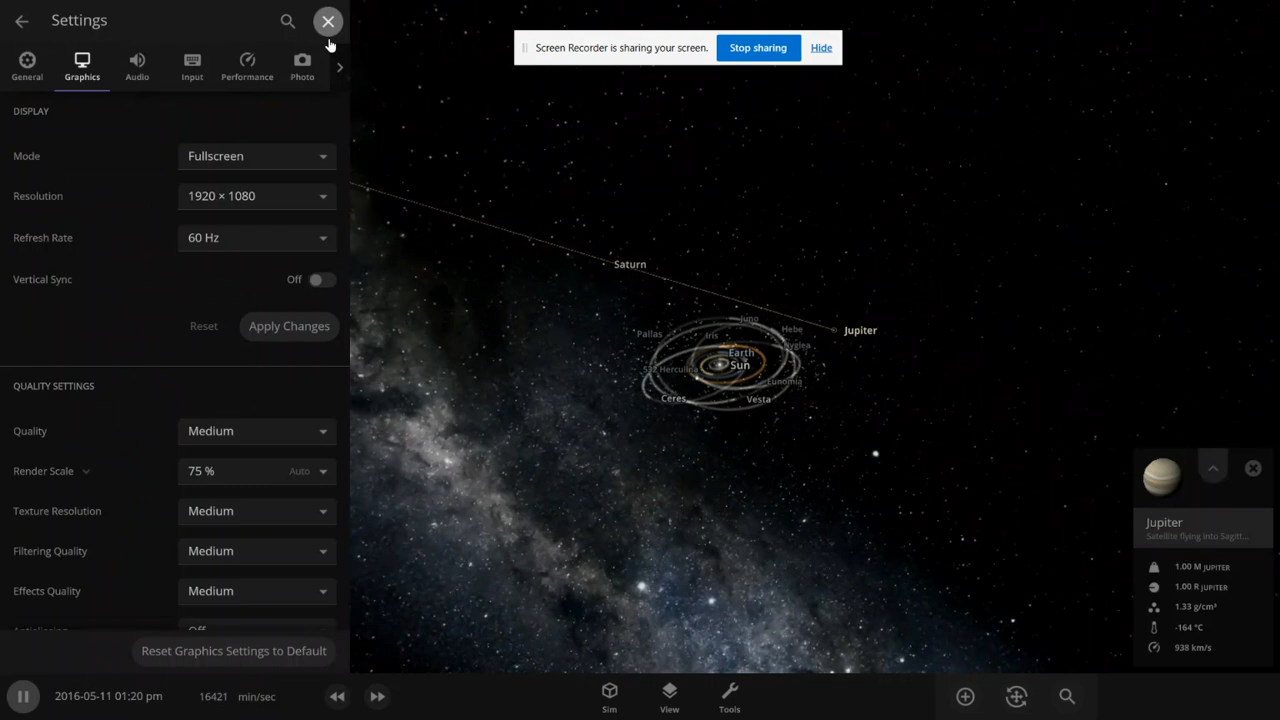 Settings
General
Graphics
Audio
Input
Performance
Photo
DISPLAY
Mode
Fullscreen
Resolution
1920 × 1080
Refresh Rate
60 Hz
Vertical Sync
Off
Reset
Apply Changes
QUALITY SETTINGS
Quality
Medium
Render Scale
75 %
Auto
Texture Resolution
Medium
Filtering Quality
Medium
Effects Quality
Medium
Reset Graphics Settings to Default
Screen Recorder is sharing your screen.
Stop sharing
Hide
Saturn
Juno
Jupiter
Hebe
Pallas
Iris
Hygiea
Earth
Sun
532 Herculina
Eunomia
Ceres
Vesta
Jupiter
Satellite flying into Sagitt...
1.00 M JUPITER
1.00 R JUPITER
1.33 g/cm³
-164 °C
938 km/s
2016-05-11 01:20 pm
16421 min/sec
Sim
View
Tools